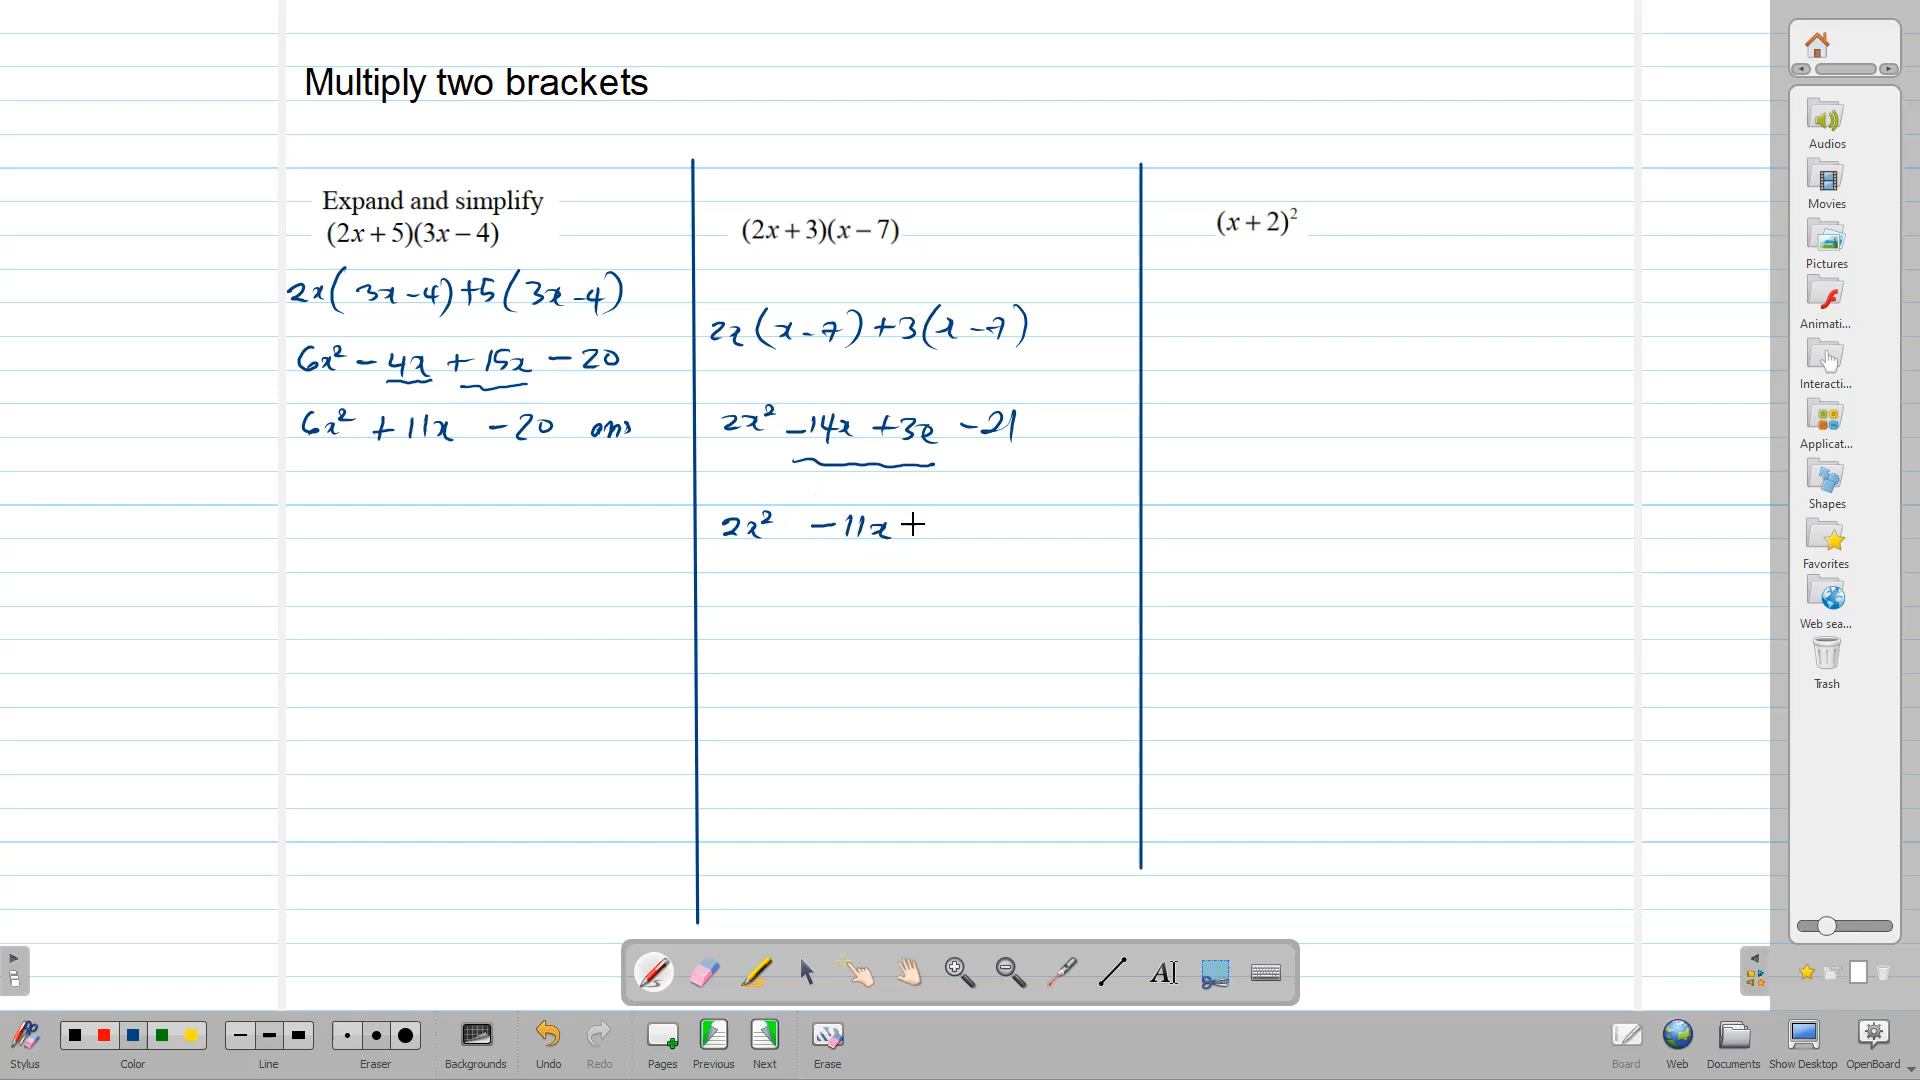 Multiply two brackets
Expand and simplify
(2x + 5)(3x – 4)
2x(3x-4)+5(3x-4)
6x² - 4x + 15x - 20
6x² + 11x - 20 ans
(2x + 3)(x – 7)
2x(x-7)+3(x-7)
2x² -14x +3x -21
2x² -11x
(x + 2)²
Audios
Movies
Pictures
Animati...
Interacti...
Applicat...
Shapes
Favorites
Web sea...
Trash
Stylus
Color
Line
Eraser
Backgrounds
Undo
Redo
Pages
Previous
Next
Erase
Board
Web
Documents
Show Desktop
OpenBoard